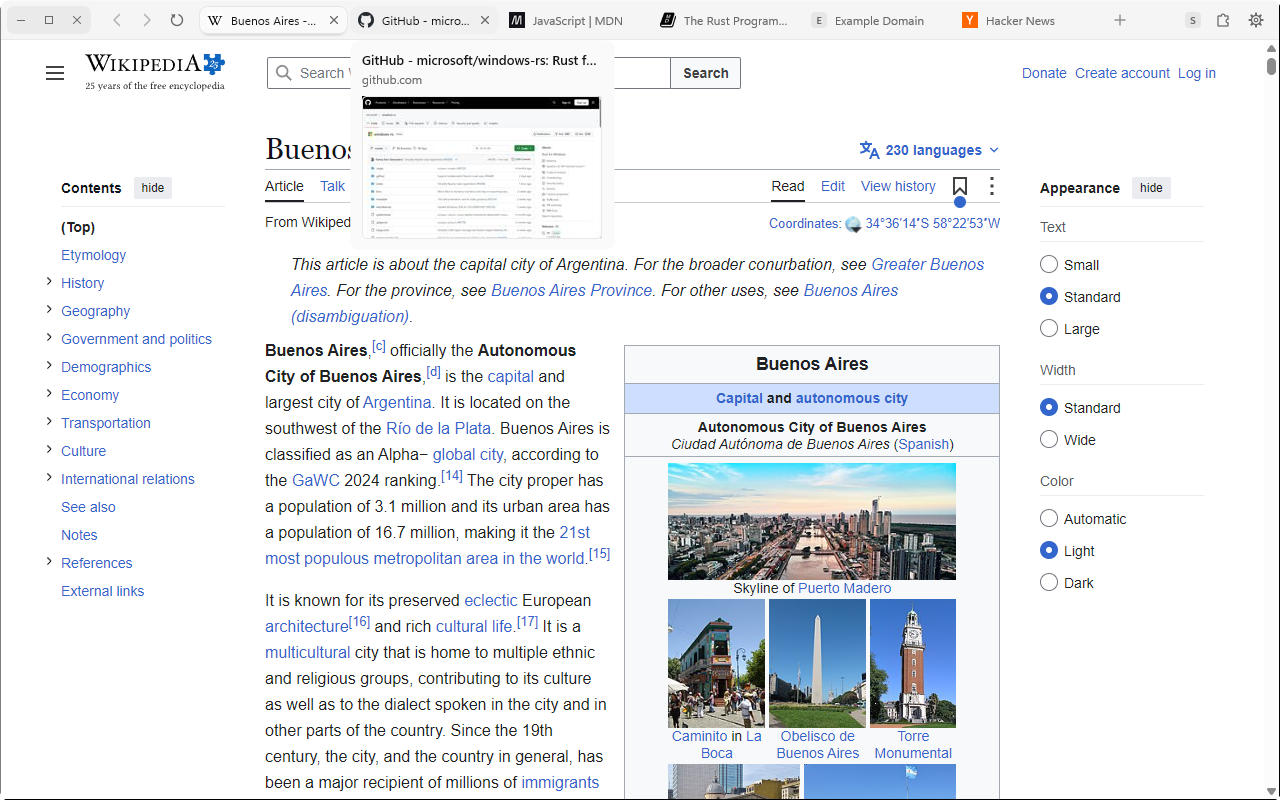 Buenos Aires -...
GitHub - micro...
JavaScript | MDN
The Rust Program...
Example Domain
Hacker News
GitHub - microsoft/windows-rs: Rust f...
github.com
WIKIPEDIA 25
25 years of the free encyclopedia
Search
Search
Donate Create account Log in
Buenos
230 languages
Article Talk
Read Edit View history
From Wikiped
Coordinates: 34°36′14″S 58°22′53″W
Contents hide
(Top)
Etymology
History
Geography
Government and politics
Demographics
Economy
Transportation
Culture
International relations
See also
Notes
References
External links
This article is about the capital city of Argentina. For the broader conurbation, see Greater Buenos
Aires. For the province, see Buenos Aires Province. For other uses, see Buenos Aires
(disambiguation).
Buenos Aires,[c] officially the Autonomous
City of Buenos Aires,[d] is the capital and
largest city of Argentina. It is located on the
southwest of the Río de la Plata. Buenos Aires is
classified as an Alpha− global city, according to
the GaWC 2024 ranking.[14] The city proper has
a population of 3.1 million and its urban area has
a population of 16.7 million, making it the 21st
most populous metropolitan area in the world.[15]
It is known for its preserved eclectic European
architecture[16] and rich cultural life.[17] It is a
multicultural city that is home to multiple ethnic
and religious groups, contributing to its culture
as well as to the dialect spoken in the city and in
other parts of the country. Since the 19th
century, the city, and the country in general, has
been a major recipient of millions of immigrants
Buenos Aires
Capital and autonomous city
Autonomous City of Buenos Aires
Ciudad Autónoma de Buenos Aires (Spanish)
Skyline of Puerto Madero
Caminito in La
Boca
Obelisco de
Buenos Aires
Torre
Monumental
Appearance hide
Text
Small
Standard
Large
Width
Standard
Wide
Color
Automatic
Light
Dark